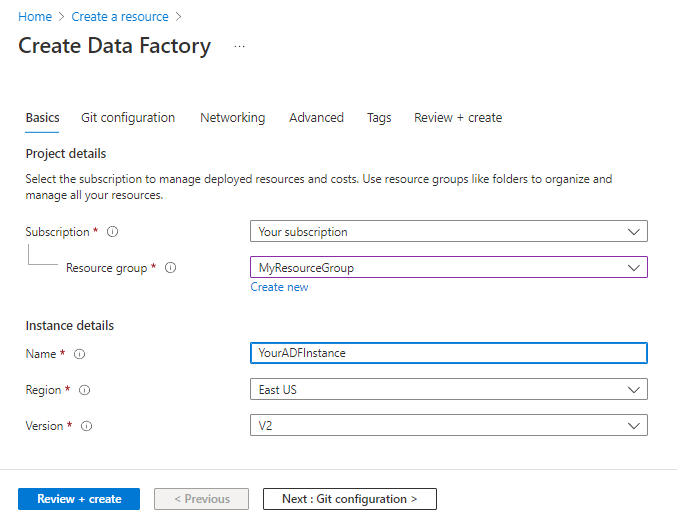 Home > Create a resource >
Create Data Factory ...
Basics Git configuration Networking Advanced Tags Review + create
Project details
Select the subscription to manage deployed resources and costs. Use resource groups like folders to organize and
manage all your resources.
Subscription * Your subscription
Resource group * MyResourceGroup
Create new
Instance details
Name * YourADFInstance
Region * East US
Version * V2
Review + create < Previous Next : Git configuration >